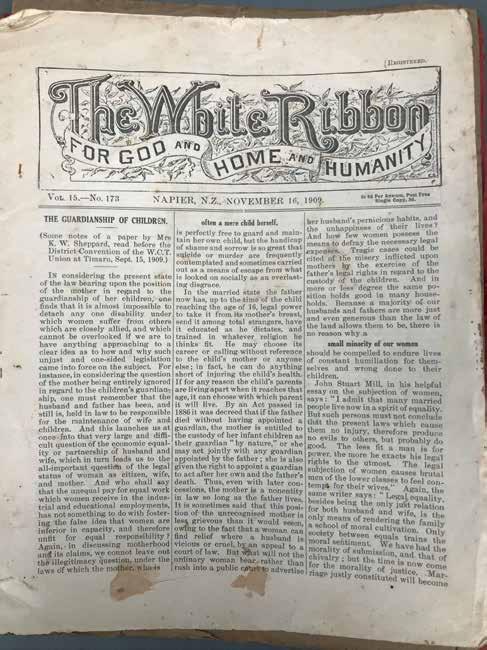 [REGISTERED.
The White Ribbon
FOR GOD AND HOME AND HUMANITY
VOL. 15.—No. 173
NAPIER, N.Z., NOVEMBER 16, 1909.
2s 6d Per Annum, Post Free
Single Copy, 3d.
THE GUARDIANSHIP OF CHILDREN.
(Some notes of a paper by Mrs
K. W. Sheppard, read before the
District Convention of the W.C.T.
Union at Timaru, Sept. 15, 1909.)
IN considering the present state
of the law bearing upon the position
of the mother in regard to the
guardianship of her children, one
finds that it is almost impossible to
detach any one disability under
which women suffer from others
which are closely allied, and which
cannot be overlooked if we are to
have anything approaching to a
clear idea as to how and why such
unjust and one-sided legislation
came into force on the subject. For
instance, in considering the question
of the mother being entirely ignored
in regard to the children's guardian-
ship, one must remember that the
husband and father has been, and
still is, held in law to be responsible
for the maintenance of wife and
children. And this launches us at
once into that very large and diffi-
cult question of the economic equal-
ity or partnership of husband and
wife, which in turn leads us to the
all-important question of the legal
status of woman as citizen, wife,
and mother. And who shall say
that the unequal pay for equal work
which women receive in the indus-
trial and educational employments,
has not something to do with foster-
ing the false idea that women are
inferior in capacity, and therefore
unfit for equal responsibility?
Again, in discussing motherhood
and its claims, we cannot leave out
the illegitimacy question, under the
laws of which the mother, who is
often a mere child herself,
is perfectly free to guard and main-
tain her own child, but the handicap
of shame and sorrow is so great that
suicide or murder are frequently
contemplated and sometimes carried
out as a means of escape from what
is looked on socially as an everlast-
ing disgrace.
In the married state the father
now has, up to the time of the child
reaching the age of 14, legal power
to take it from its mother's breast,
send it among total strangers, have
it educated as he dictates, and
trained in whatever religion he
thinks fit. He may choose its
career or calling without reference
to the child's mother or anyone
else; in fact, he can do anything
short of injuring the child's health.
If for any reason the child's parents
are living apart when it reaches that
age, it can choose with which parent
it will live. By an Act passed in
1886 it was decreed that if the father
died without having appointed a
guardian, the mother is entitled to
the custody of her infant children as
their guardian "by nature," or she
may act jointly with any guardian
appointed by the father; she is also
given the right to appoint a guardian
to act after her own and the father's
death. Thus, even with later con-
cessions, the mother is a nonentity
in law so long as the father lives.
It is sometimes said that this posi-
tion of the unrecognised mother is
less grievous than it would seem,
owing to the fact that a woman can
find relief where a husband is
vicious or cruel, by an appeal to a
court of law. But what will not the
ordinary woman bear rather than
rush into a public court to advertise
her husband's pernicious habits, and
the unhappiness of their lives?
And how few women possess the
means to defray the necessary legal
expenses. Tragic cases could be
cited of the misery inflicted upon
mothers by the exercise of the
father's legal rights in regard to the
custody of the children. And in
more or less degree the same po-
sition holds good in many house-
holds. Because a majority of our
husbands and fathers are more just
and even generous than the law of
the land allows them to be, there is
no reason why a
small minority of our women
should be compelled to endure lives
of constant humiliation for them-
selves and wrong done to their
children.
John Stuart Mill, in his helpful
essay on the subjection of women,
says: "I admit that many married
people live now in a spirit of equality.
But such persons must not conclude
that the present laws which cause
them no injury, therefore produce
no evils to others, but probably do
good. The less fit a man is for
power, the more he exacts his legal
rights to the utmost. The legal
subjection of women causes brutal
men of the lower classes to feel con-
tempt for their wives." Again, the
same writer says: "Legal equality,
besides being the only just relation
for both husband and wife, is the
only means of rendering the family
a school of moral cultivation. Only
society between equals trains the
moral sentiment. We have had the
morality of submission, and that of
chivalry; but the time is now come
for the morality of justice. Mar-
riage justly constituted will become